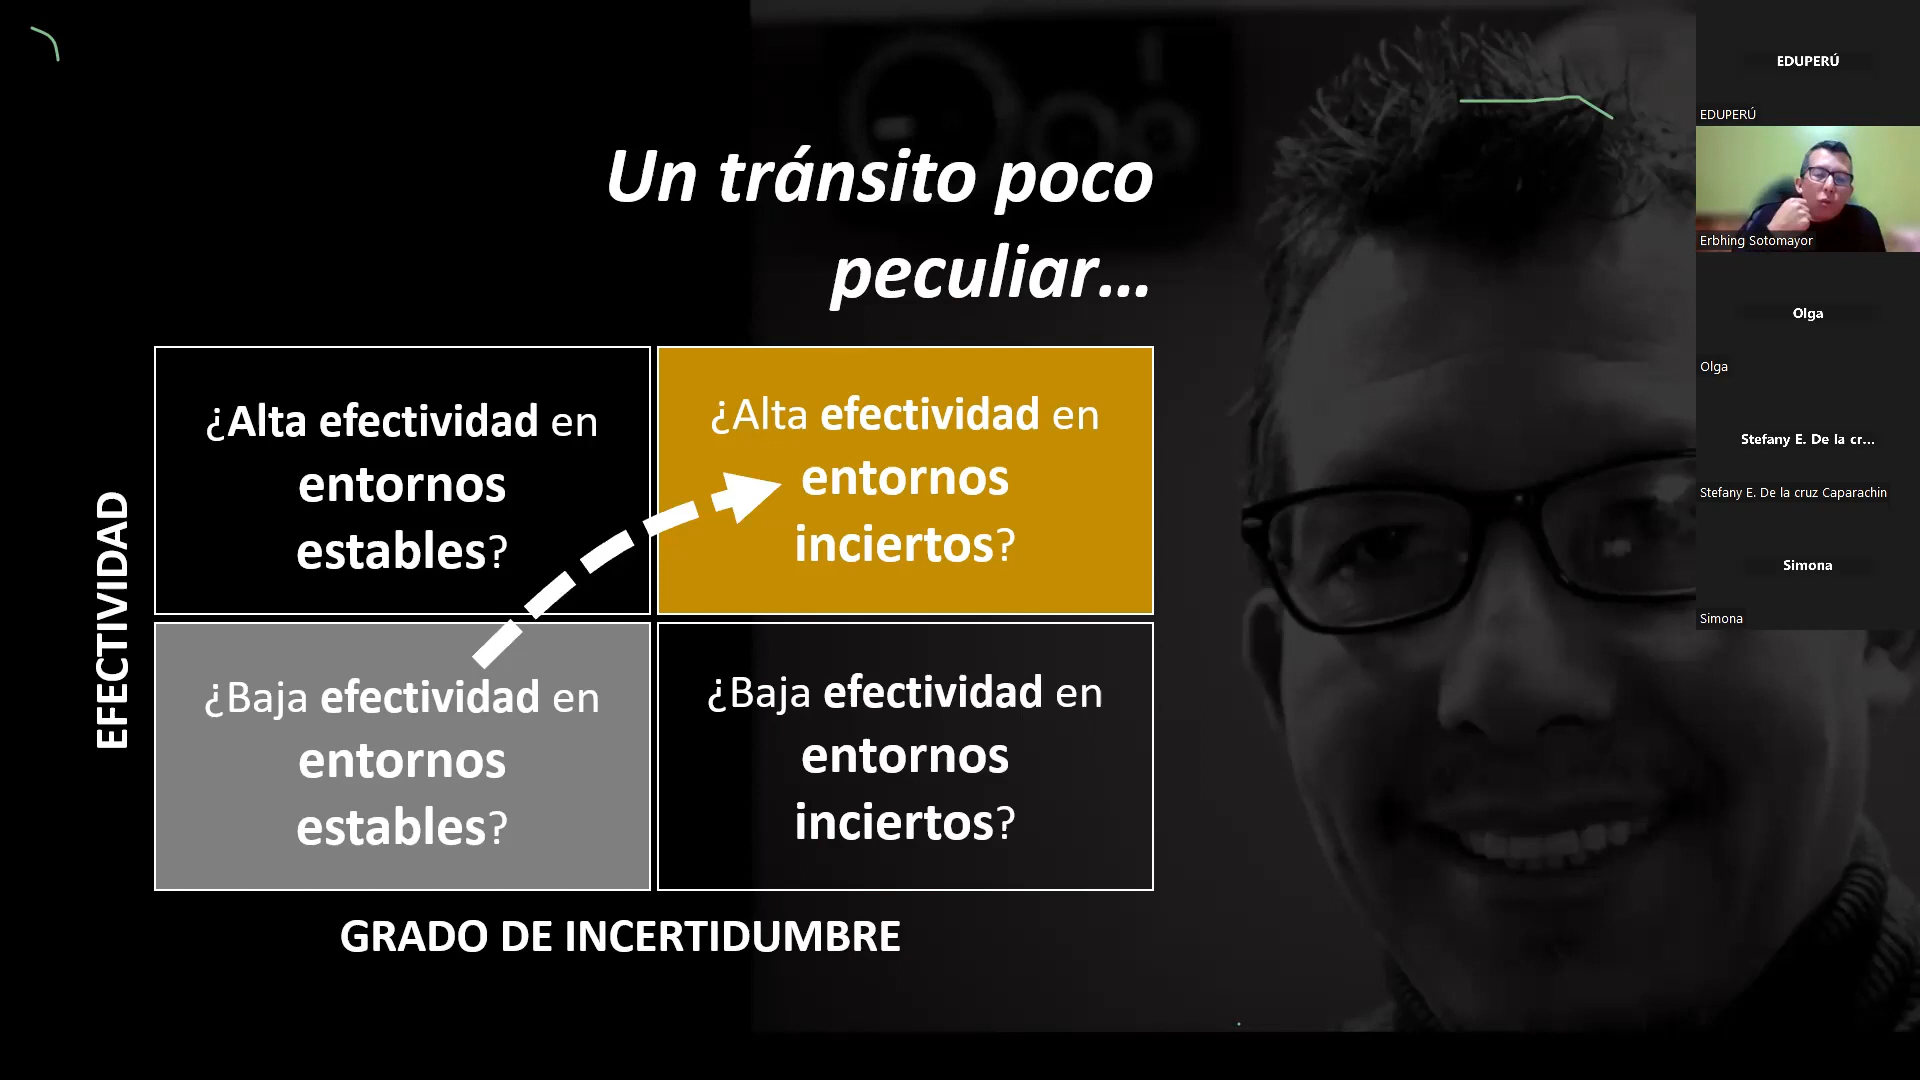 Un tránsito poco
peculiar...
EFECTIVIDAD
¿Alta efectividad en
entornos
estables?
¿Alta efectividad en
entornos
inciertos?
¿Baja efectividad en
entornos
estables?
¿Baja efectividad en
entornos
inciertos?
GRADO DE INCERTIDUMBRE
EDUPERÚ
EDUPERÚ
Erbhing Sotomayor
Olga
Olga
Stefany E. De la cr...
Stefany E. De la cruz Caparachin
Simona
Simona